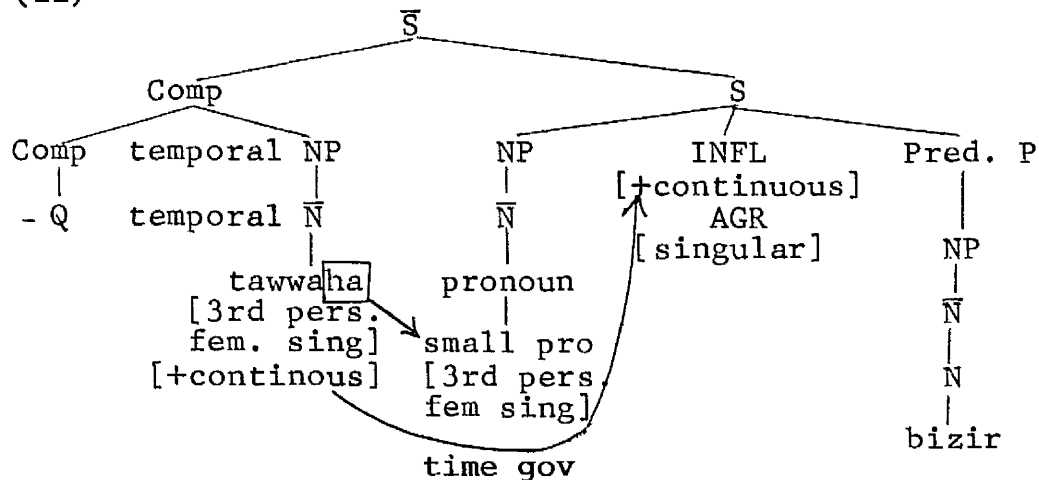 S̅
Comp S
Comp temporal NP NP INFL Pred. P
[+continuous]
- Q temporal N̅ N̅ AGR
[singular] NP
tawwaha pronoun
[3rd pers. N̅
fem. sing] small pro
[+continous] [3rd pers. N
fem sing]
bizir
time gov